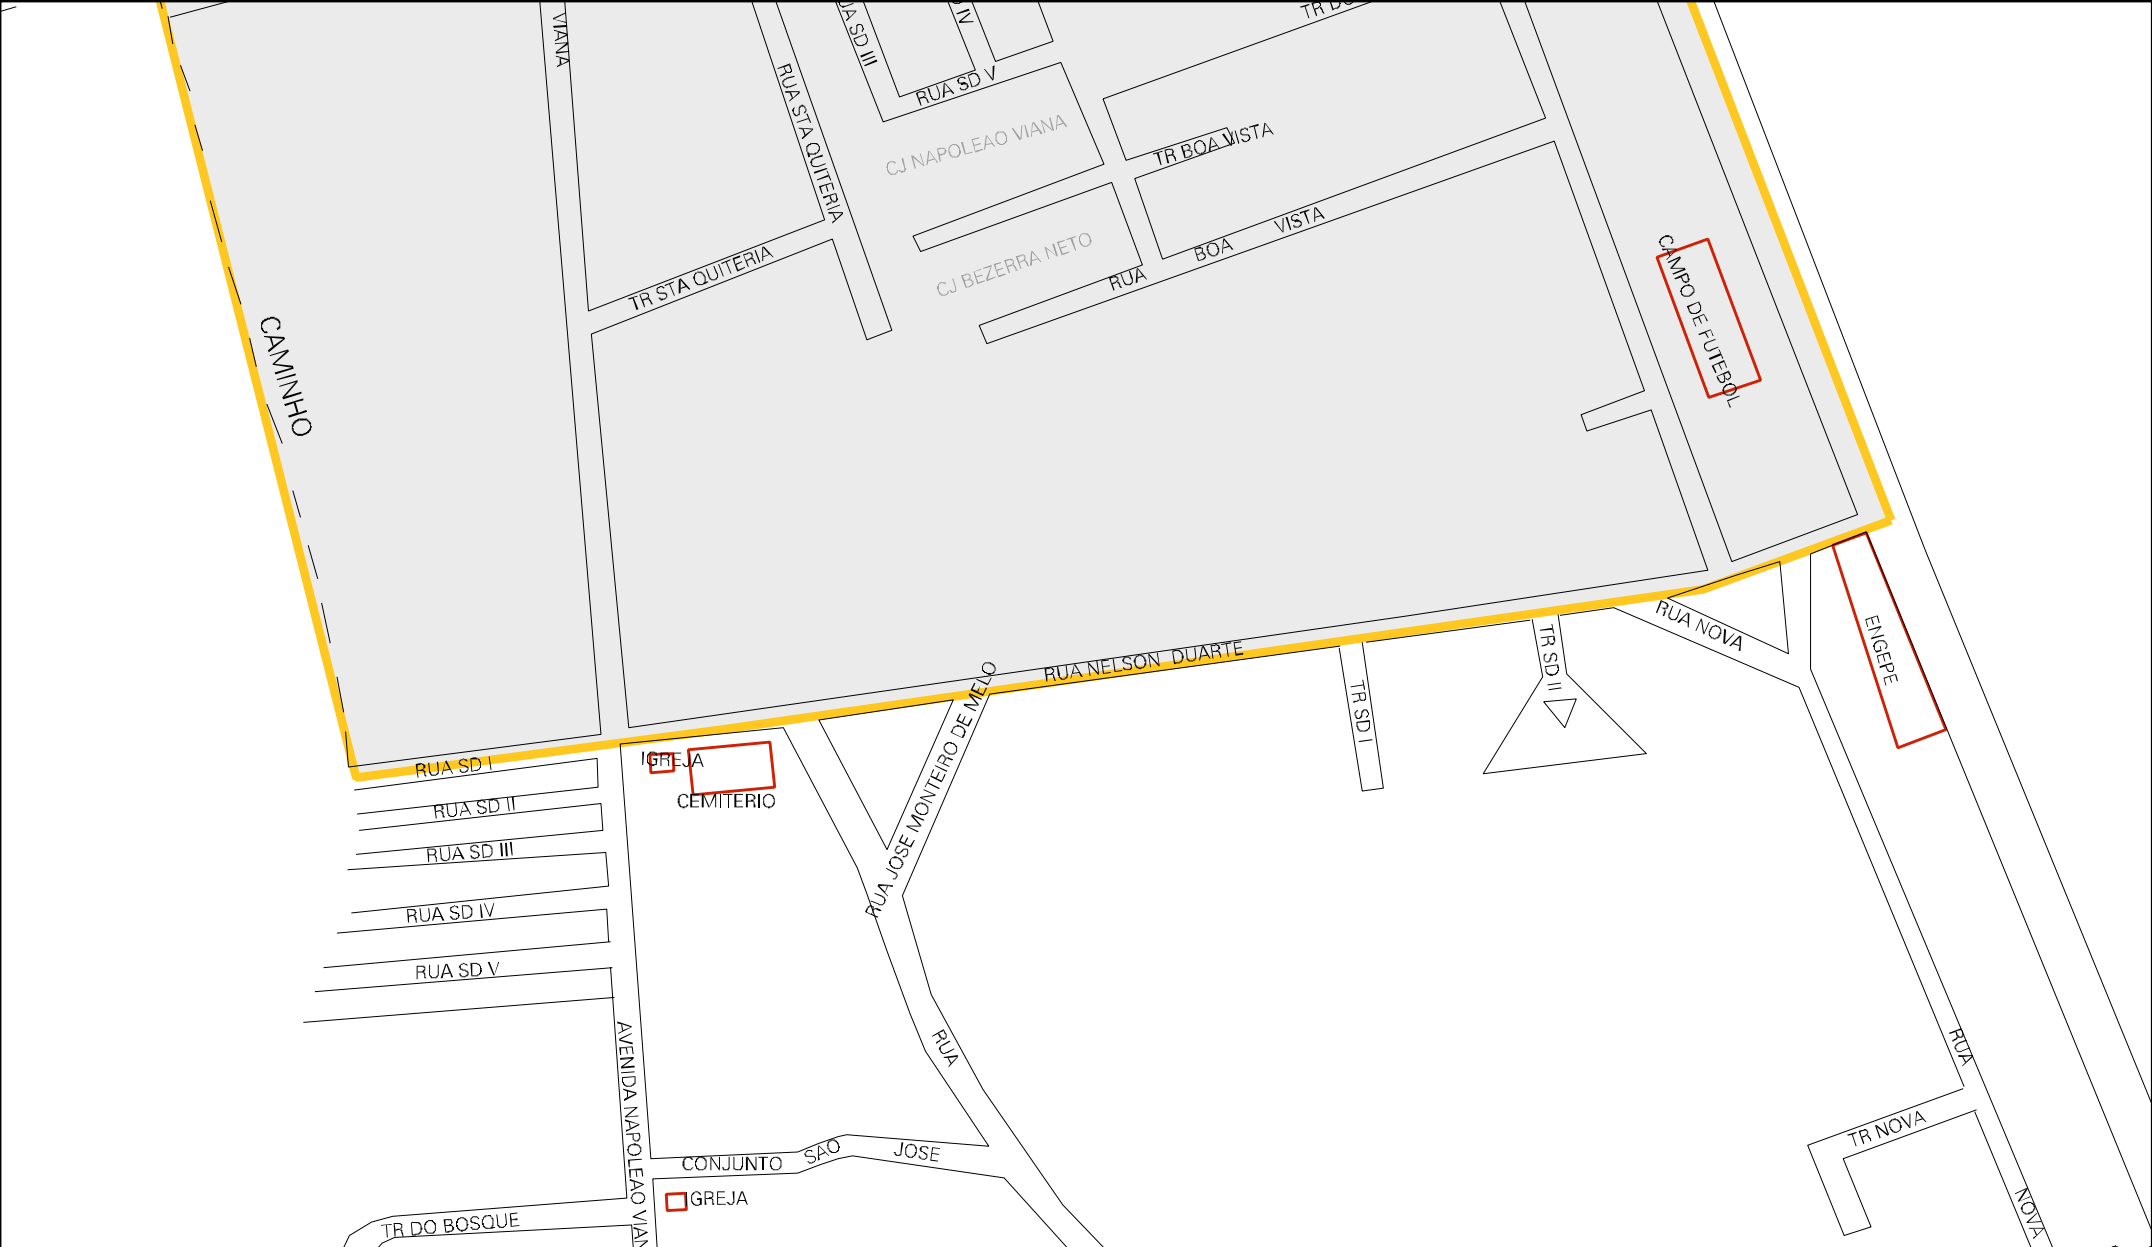 VIANA
RUA STA QUITERIA
RUA SD III
IV
RUA SD V
CJ NAPOLEAO VIANA
TR BOA VISTA
CJ BEZERRA NETO
RUA BOA VISTA
TR STA QUITERIA
CAMINHO
CAMPO DE FUTEBOL
RUA NELSON DUARTE
RUA NOVA
ENGEPE
TR SD II
TR SD I
RUA JOSE MONTEIRO DE MELO
IGREJA
CEMITERIO
RUA SD I
RUA SD II
RUA SD III
RUA SD IV
RUA SD V
AVENIDA NAPOLEAO VIAN
RUA
CONJUNTO SAO JOSE
IGREJA
TR DO BOSQUE
RUA
TR NOVA
NOVA